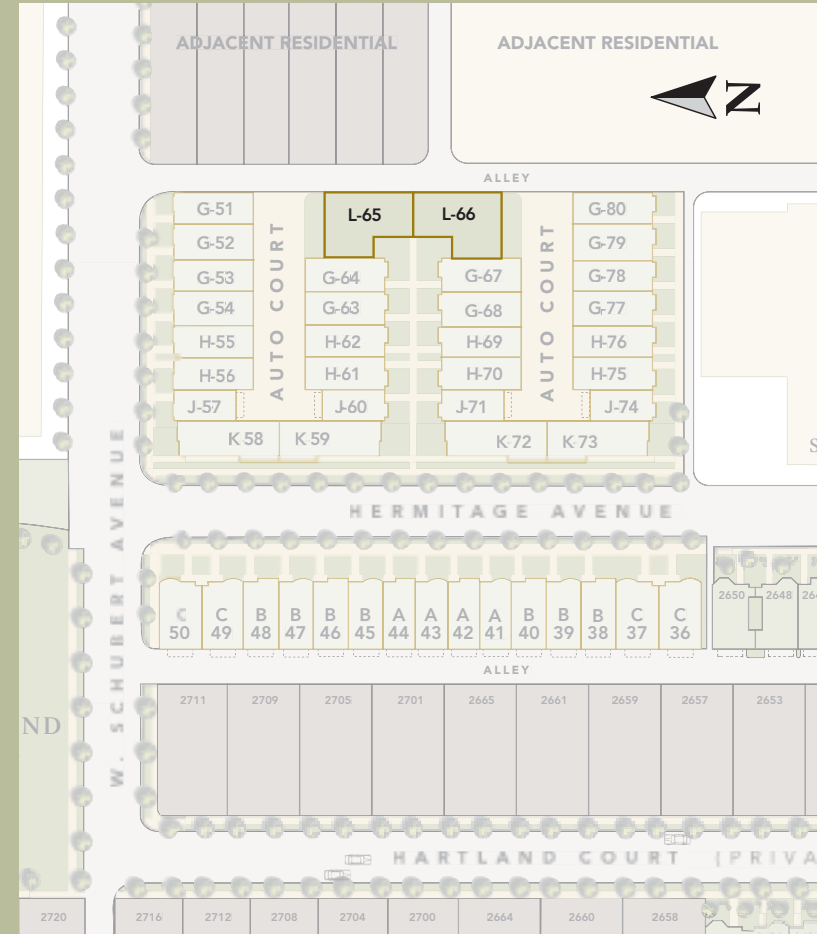 ADJACENT RESIDENTIAL
ADJACENT RESIDENTIAL
N
ALLEY
G-51
L-65
L-66
G-80
G-52
G-79
G-53
G-64
G-67
G-78
G-54
G-63
G-68
G-77
H-55
H-62
H-69
H-76
H-56
H-61
H-70
H-75
J-57
J-60
J-71
J-74
K 58
K-59
K-72
K-73
AUTO COURT
AUTO COURT
S
HERMITAGE AVENUE
W. SCHUBERT AVENUE
C 50
C 49
B 48
B 47
B 46
B 45
A 44
A 43
A 42
A 41
B 40
B 39
B 38
C 37
C 36
2650
2648
ALLEY
ND
2711
2709
2705
2701
2665
2661
2659
2657
2653
HARTLAND COURT (PRIVA
2720
2716
2712
2708
2704
2700
2664
2660
2658